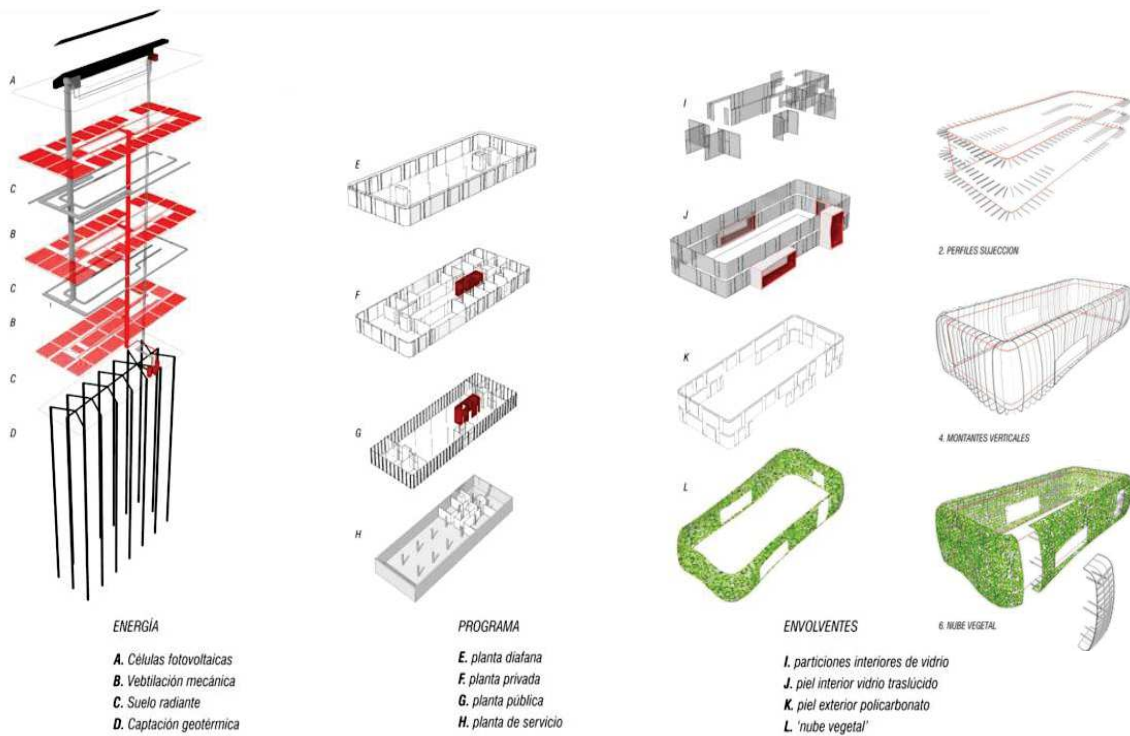 A
C
B
C
B
C
D
E
F
G
H
I
J
K
L
2. PERFILES SUJECCION
4. MONTANTES VERTICALES
6. NUBE VEGETAL
ENERGÍA
A. Células fotovoltaicas
B. Vebtilación mecánica
C. Suelo radiante
D. Captación geotérmica
PROGRAMA
E. planta diafana
F. planta privada
G. planta pública
H. planta de servicio
ENVOLVENTES
I. particiones interiores de vidrio
J. piel interior vidrio traslúcido
K. piel exterior policarbonato
L. 'nube vegetal'